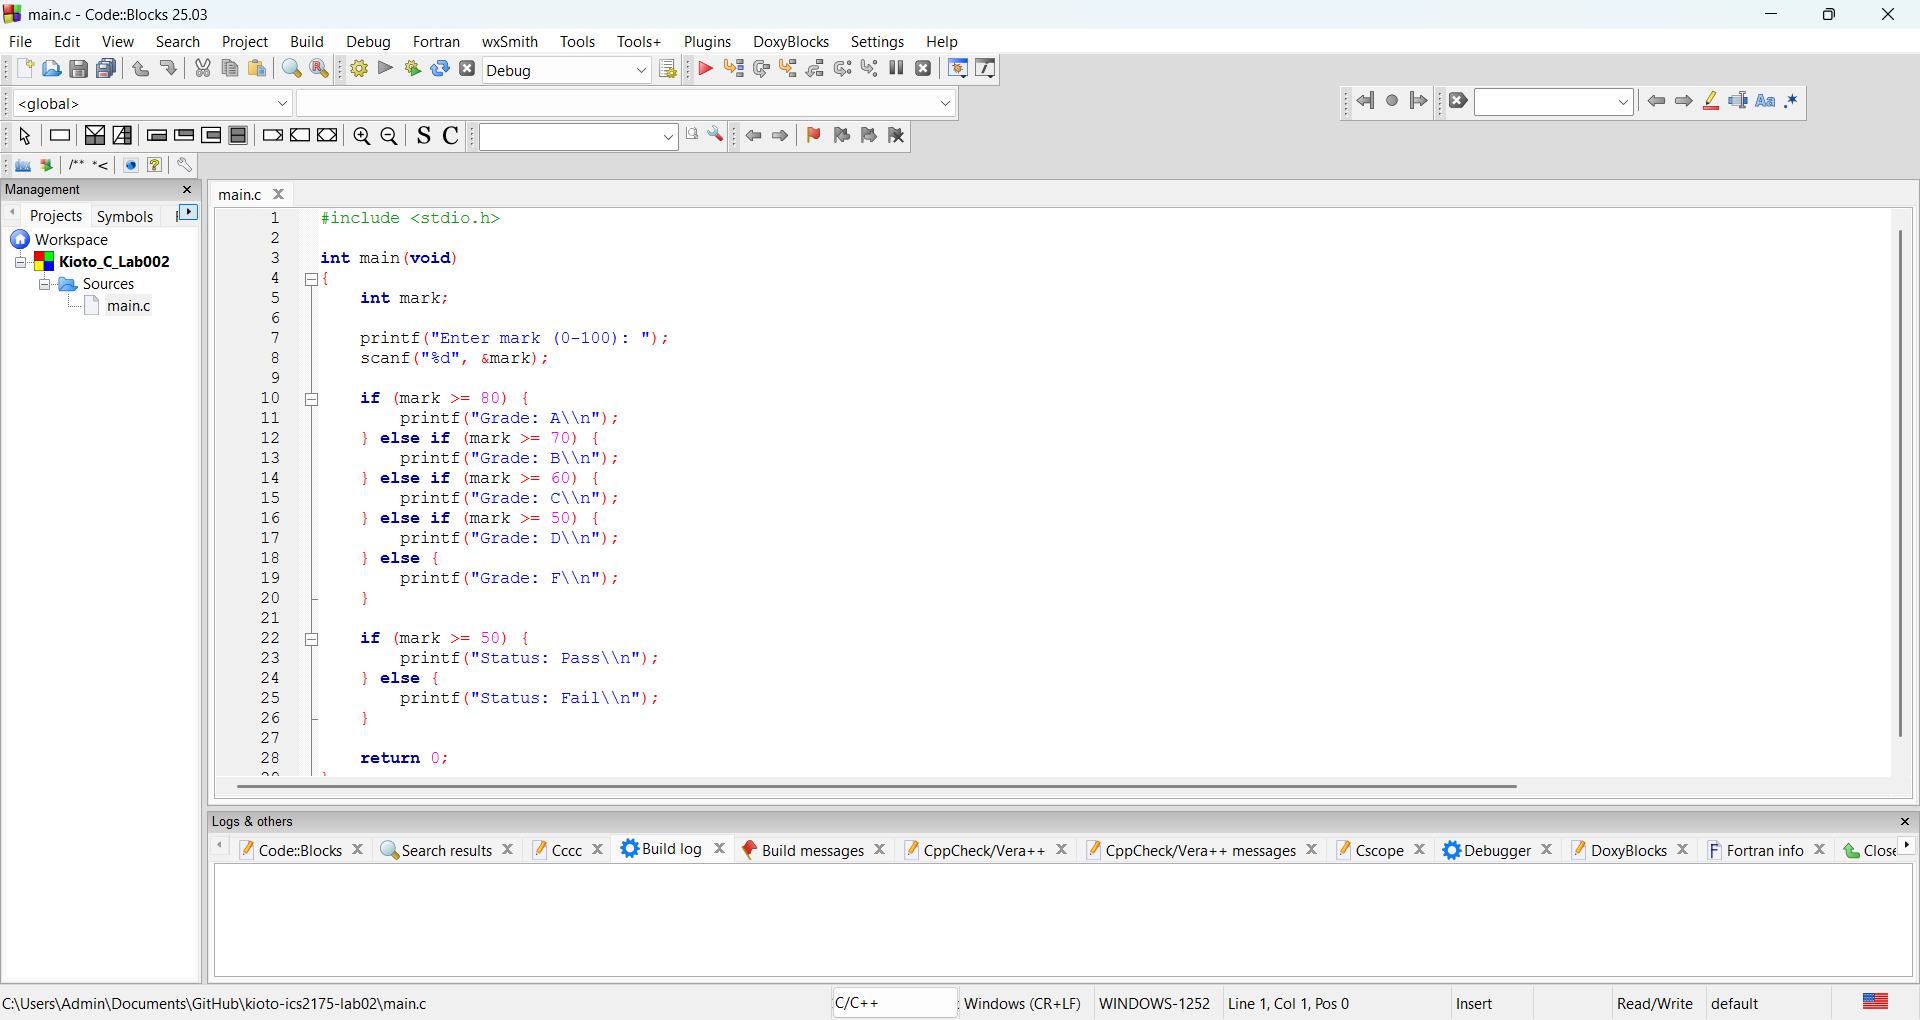 main.c - Code::Blocks 25.03
File Edit View Search Project Build Debug Fortran wxSmith Tools Tools+ Plugins DoxyBlocks Settings Help
Debug
<global>
S C
Aa .*
/** *<
Management
Projects Symbols
Workspace
Kioto_C_Lab002
Sources
main.c
main.c
1 #include <stdio.h>
2
3 int main(void)
4 {
5 int mark;
6
7 printf("Enter mark (0-100): ");
8 scanf("%d", &mark);
9
10 if (mark >= 80) {
11 printf("Grade: A\\n");
12 } else if (mark >= 70) {
13 printf("Grade: B\\n");
14 } else if (mark >= 60) {
15 printf("Grade: C\\n");
16 } else if (mark >= 50) {
17 printf("Grade: D\\n");
18 } else {
19 printf("Grade: F\\n");
20 }
21
22 if (mark >= 50) {
23 printf("Status: Pass\\n");
24 } else {
25 printf("Status: Fail\\n");
26 }
27
28 return 0;
Logs & others
Code::Blocks Search results Cccc Build log Build messages CppCheck/Vera++ CppCheck/Vera++ messages Cscope Debugger DoxyBlocks Fortran info Close
C:\Users\Admin\Documents\GitHub\kioto-ics2175-lab02\main.c C/C++ Windows (CR+LF) WINDOWS-1252 Line 1, Col 1, Pos 0 Insert Read/Write default